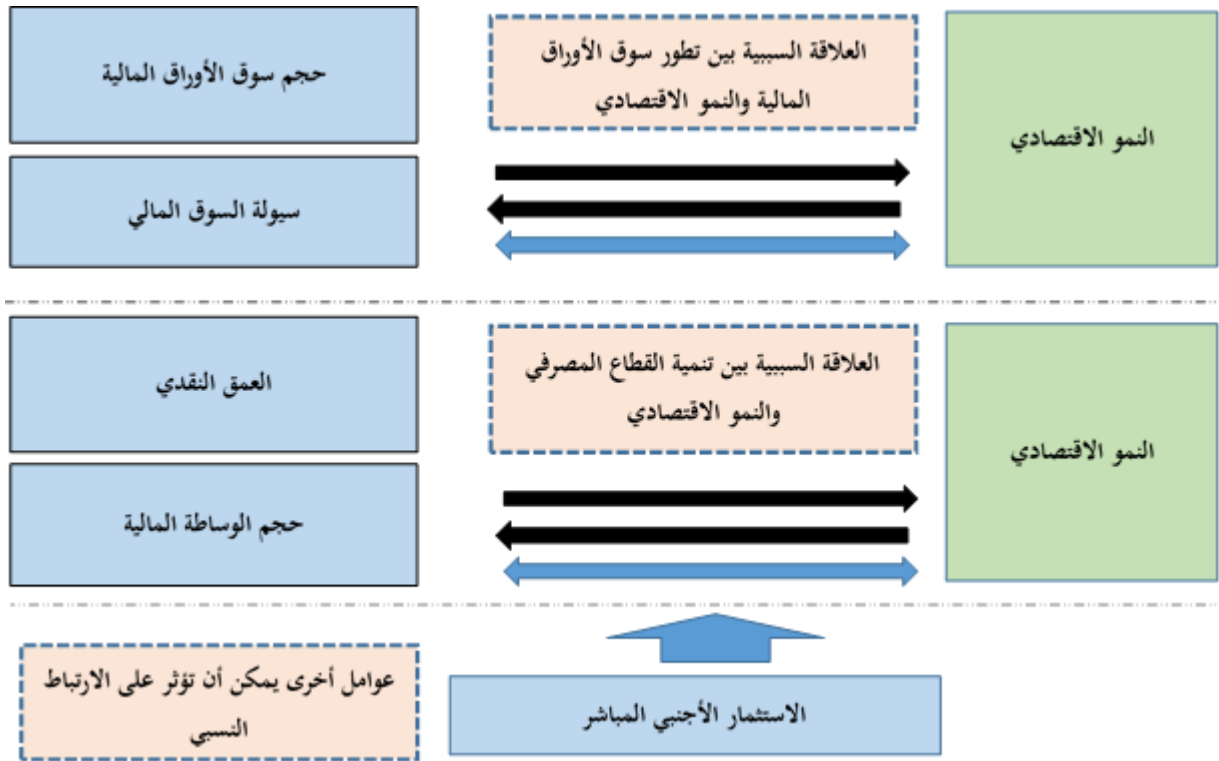 العلاقة السببية بين تطور سوق الأوراق
المالية والنمو الاقتصادي
النمو الاقتصادي
حجم سوق الأوراق المالية
سيولة السوق المالي
العلاقة السببية بين تنمية القطاع المصرفي
والنمو الاقتصادي
النمو الاقتصادي
العمق النقدي
حجم الوساطة المالية
الاستثمار الأجنبي المباشر
عوامل أخرى يمكن أن تؤثر على الارتباط
النسبي